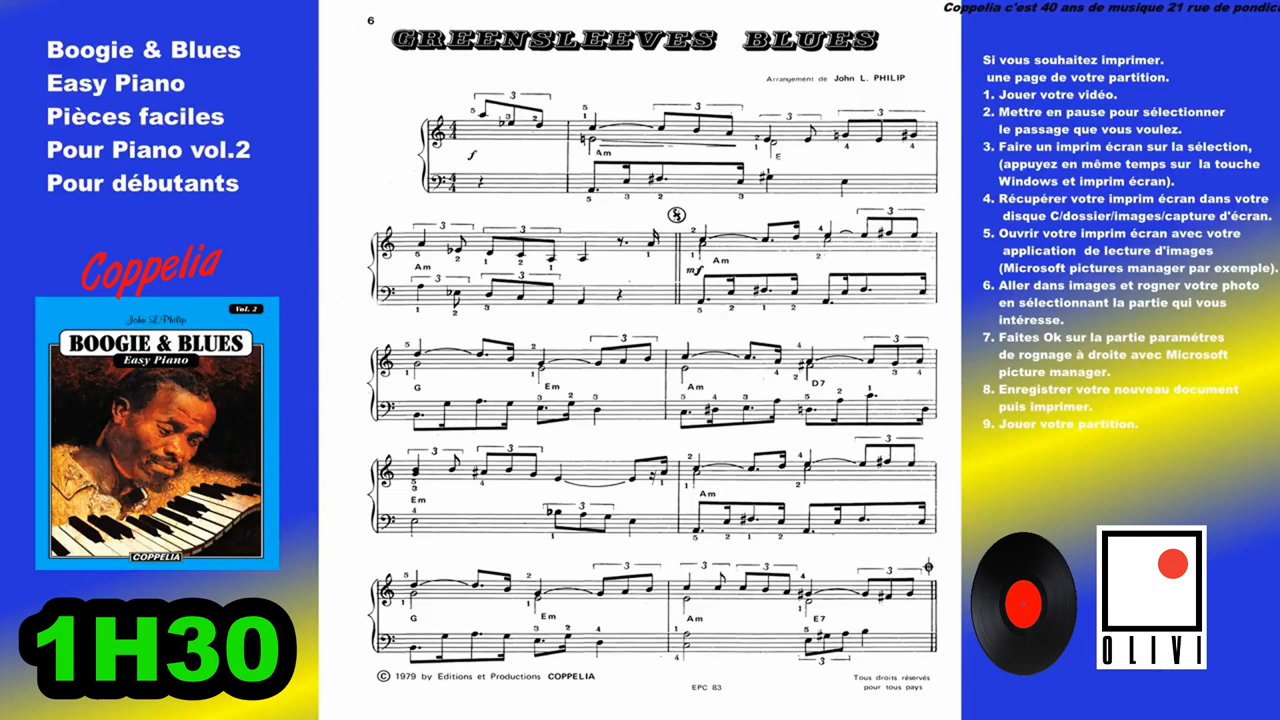 Coppelia c'est 40 ans de musique 21 rue de pondic
Boogie & Blues
Easy Piano
Pièces faciles
Pour Piano vol.2
Pour débutants
Coppelia
Vol. 2
John L. Philip
BOOGIE & BLUES
Easy Piano
COPPELIA
1H30
6
GREENSLEEVES BLUES
Arrangement de John L. PHILIP
f
Am
E
Am
Am
mf
G
Em
Am
D7
Em
Am
G
Em
Am
E7
© 1979 by Editions et Productions COPPELIA
EPC 83
Tous droits réservés
pour tous pays
Si vous souhaitez imprimer.
une page de votre partition.
1. Jouer votre vidéo.
2. Mettre en pause pour sélectionner
le passage que vous voulez.
3. Faire un imprim écran sur la sélection,
(appuyez en même temps sur la touche
Windows et imprim écran).
4. Récupérer votre imprim écran dans votre
disque C/dossier/images/capture d'écran.
5. Ouvrir votre imprim écran avec votre
application de lecture d'images
(Microsoft pictures manager par exemple).
6. Aller dans images et rogner votre photo
en sélectionnant la partie qui vous
intéresse.
7. Faites Ok sur la partie paramétres
de rognage à droite avec Microsoft
picture manager.
8. Enregistrer votre nouveau document
puis imprimer.
9. Jouer votre partition.
OLIVI